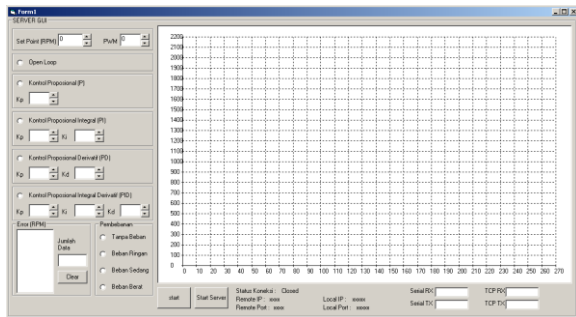 Form1
SERVER GUI
Set Point (RPM) 0 PWM 0
Open Loop
Kontrol Proposional (P)
Kp
Kontrol Proposional Integral (PI)
Kp Ki
Kontrol Proposional Derivatif (PD)
Kp Kd
Kontrol Proposional Integral Derivatif (PID)
Kp Ki Kd
Error (RPM)
Jumlah
Data
Clear
Pembebanan
Tanpa Beban
Beban Ringan
Beban Sedang
Beban Berat
2200
2100
2000
1900
1800
1700
1600
1500
1400
1300
1200
1100
1000
900
800
700
600
500
400
300
200
100
0
0 10 20 30 40 50 60 70 80 90 100 110 120 130 140 150 160 170 180 190 200 210 220 230 240 250 260 270
start
Start Server
Status Koneksi : Closed
Remote IP : xxxx Local IP : xxxx
Remote Port : xxxx Local Port : xxxx
Serial RX TCP RX
Serial TX TCP TX